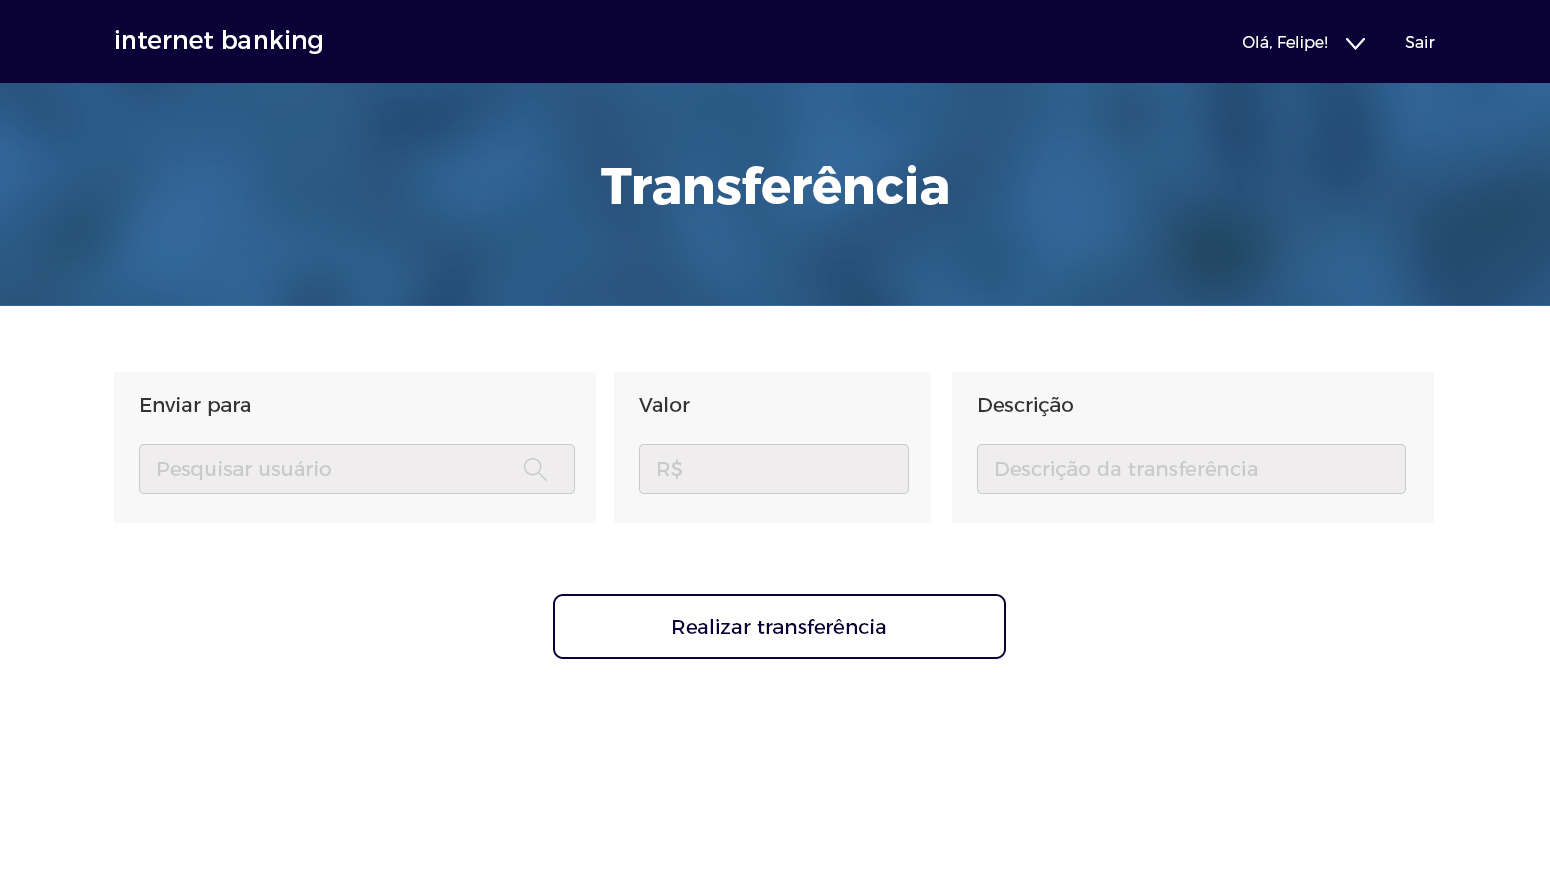 internet banking
Olá, Felipe!
Sair
Transferência
Enviar para
Valor
Descrição
Pesquisar usuário
R$
Descrição da transferência
Realizar transferência